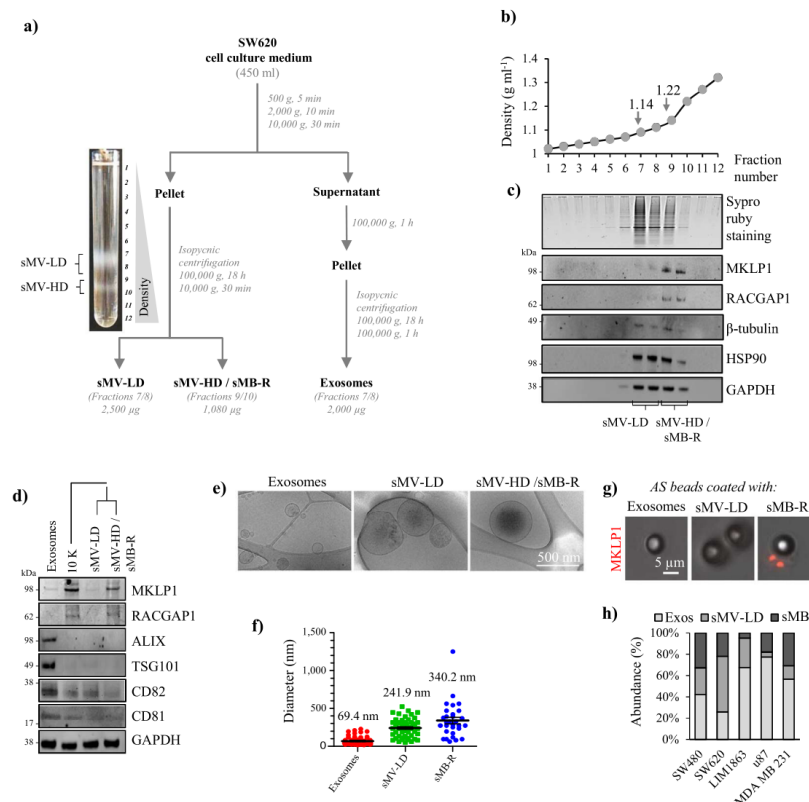 a)
SW620
cell culture medium
(450 ml)
500 g, 5 min
2,000 g, 10 min
10,000 g, 30 min
Pellet
Supernatant
100,000 g, 1 h
Pellet
Isopycnic
centrifugation
100,000 g, 18 h
10,000 g, 30 min
Isopycnic
centrifugation
100,000 g, 18 h
100,000 g, 1 h
1
2
3
4
5
6
7
8
9
10
11
12
sMV-LD
sMV-HD
Density
sMV-LD
(Fractions 7/8)
2,500 μg
sMV-HD / sMB-R
(Fractions 9/10)
1,080 μg
Exosomes
(Fractions 7/8)
2,000 μg
b)
Density (g ml-1)
1.4
1.3
1.2
1.1
1
1.14
1.22
1 2 3 4 5 6 7 8 9 10 11 12
Fraction
number
c)
Sypro
ruby
staining
kDa
98
MKLP1
62
RACGAP1
49
β-tubulin
98
HSP90
38
GAPDH
sMV-LD
sMV-HD /
sMB-R
d)
Exosomes
10 K
sMV-LD
sMV-HD /
sMB-R
kDa
98
MKLP1
62
RACGAP1
98
ALIX
49
TSG101
38
CD82
CD81
17
38
GAPDH
e)
Exosomes
sMV-LD
sMV-HD /sMB-R
500 nm
f)
Diameter (nm)
1,500
1,000
500
0
69.4 nm
241.9 nm
340.2 nm
Exosomes
sMV-LD
sMB-R
g)
AS beads coated with:
Exosomes
sMV-LD
sMB-R
MKLP1
5 μm
h)
Exos
sMV-LD
sMB
Abundance (%)
100%
80%
60%
40%
20%
0%
SW480
SW620
LIM1863
u87
MDA MB 231